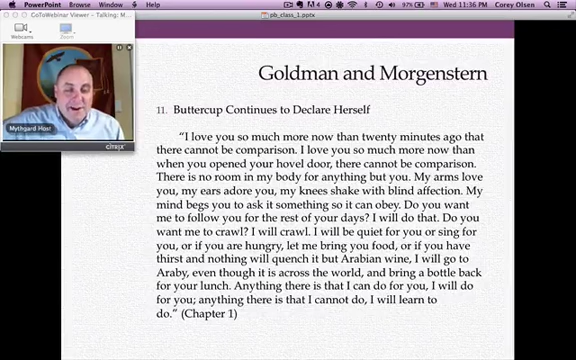 PowerPoint Browse Window Help
97% Wed 11:36 PM Corey Olsen
pb_class_1.pptx
GoToWebinar Viewer - Talking: M...
Webcams
Zoom
Mythgard Host
CITRIX
Goldman and Morgenstern
11. Buttercup Continues to Declare Herself
“I love you so much more now than twenty minutes ago that
there cannot be comparison. I love you so much more now than
when you opened your hovel door, there cannot be comparison.
There is no room in my body for anything but you. My arms love
you, my ears adore you, my knees shake with blind affection. My
mind begs you to ask it something so it can obey. Do you want
me to follow you for the rest of your days? I will do that. Do you
want me to crawl? I will crawl. I will be quiet for you or sing for
you, or if you are hungry, let me bring you food, or if you have
thirst and nothing will quench it but Arabian wine, I will go to
Araby, even though it is across the world, and bring a bottle back
for your lunch. Anything there is that I can do for you, I will do
for you; anything there is that I cannot do, I will learn to
do.” (Chapter 1)